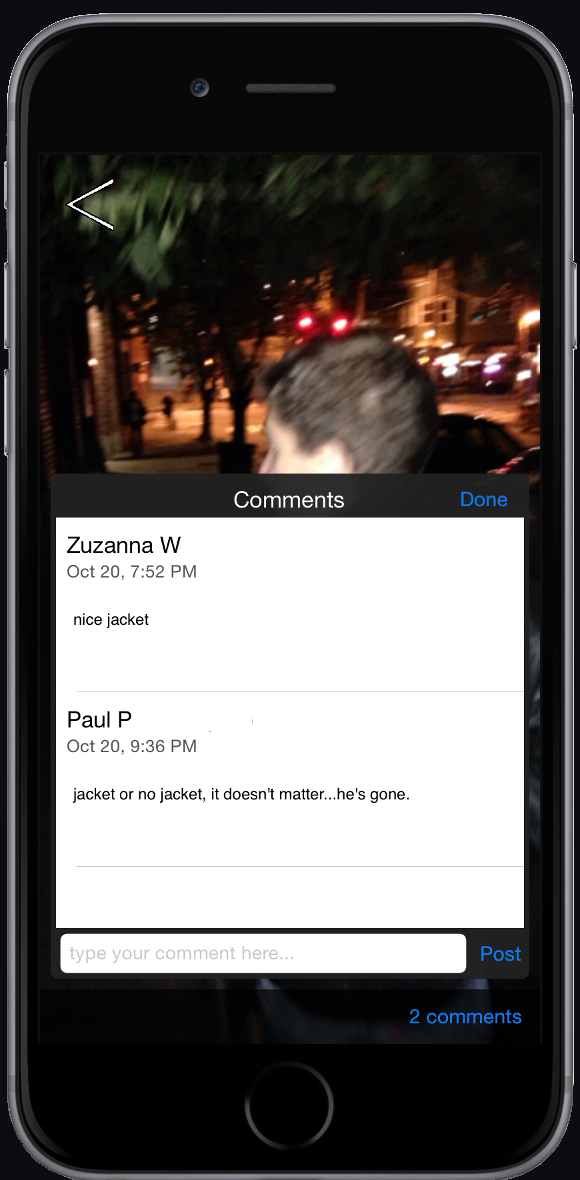 Comments
Done
Zuzanna W
Oct 20, 7:52 PM
nice jacket
Paul P
Oct 20, 9:36 PM
jacket or no jacket, it doesn't matter...he's gone.
type your comment here...
Post
2 comments